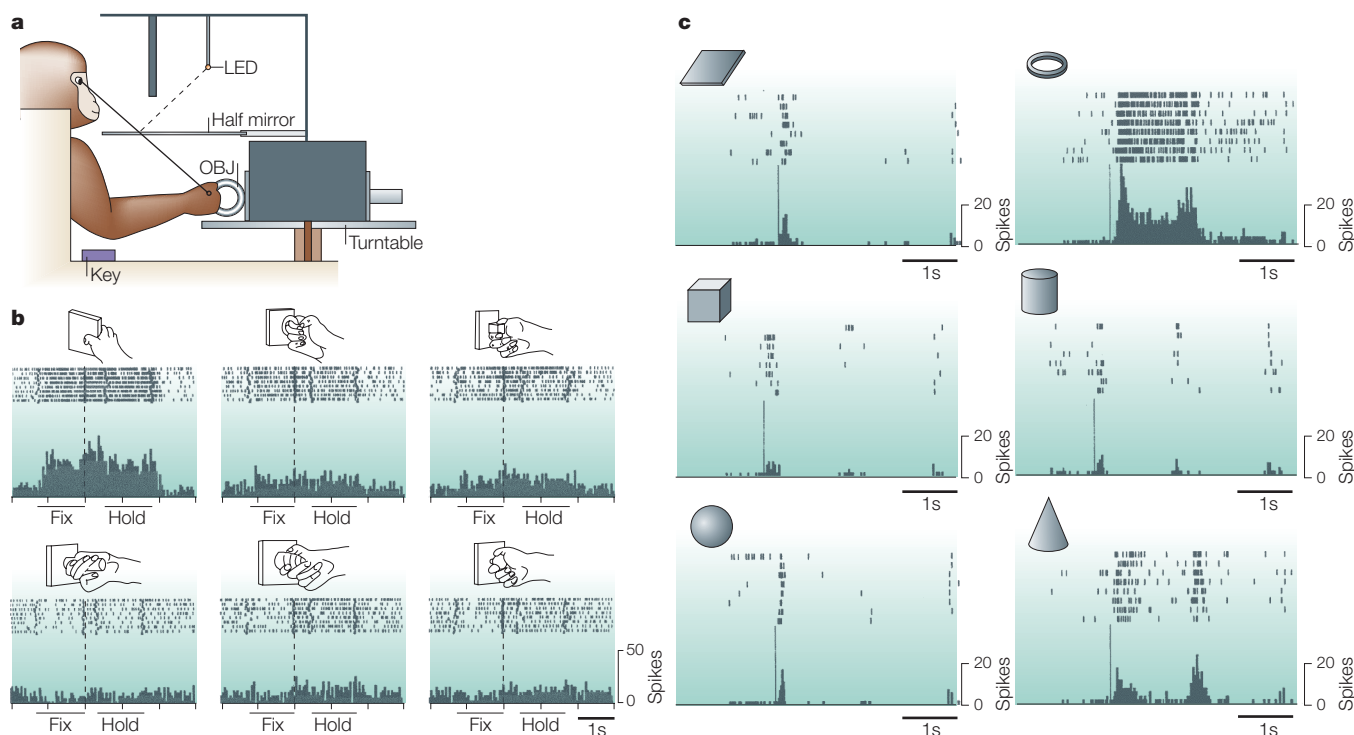 a
LED
Half mirror
OBJ
Turntable
Key
b
Fix Hold Fix Hold Fix Hold
50
0
Spikes
Fix Hold Fix Hold Fix Hold
1s
c
20
0
Spikes
1s
20
0
Spikes
1s
20
0
Spikes
1s
20
0
Spikes
1s
20
0
Spikes
1s
20
0
Spikes
1s